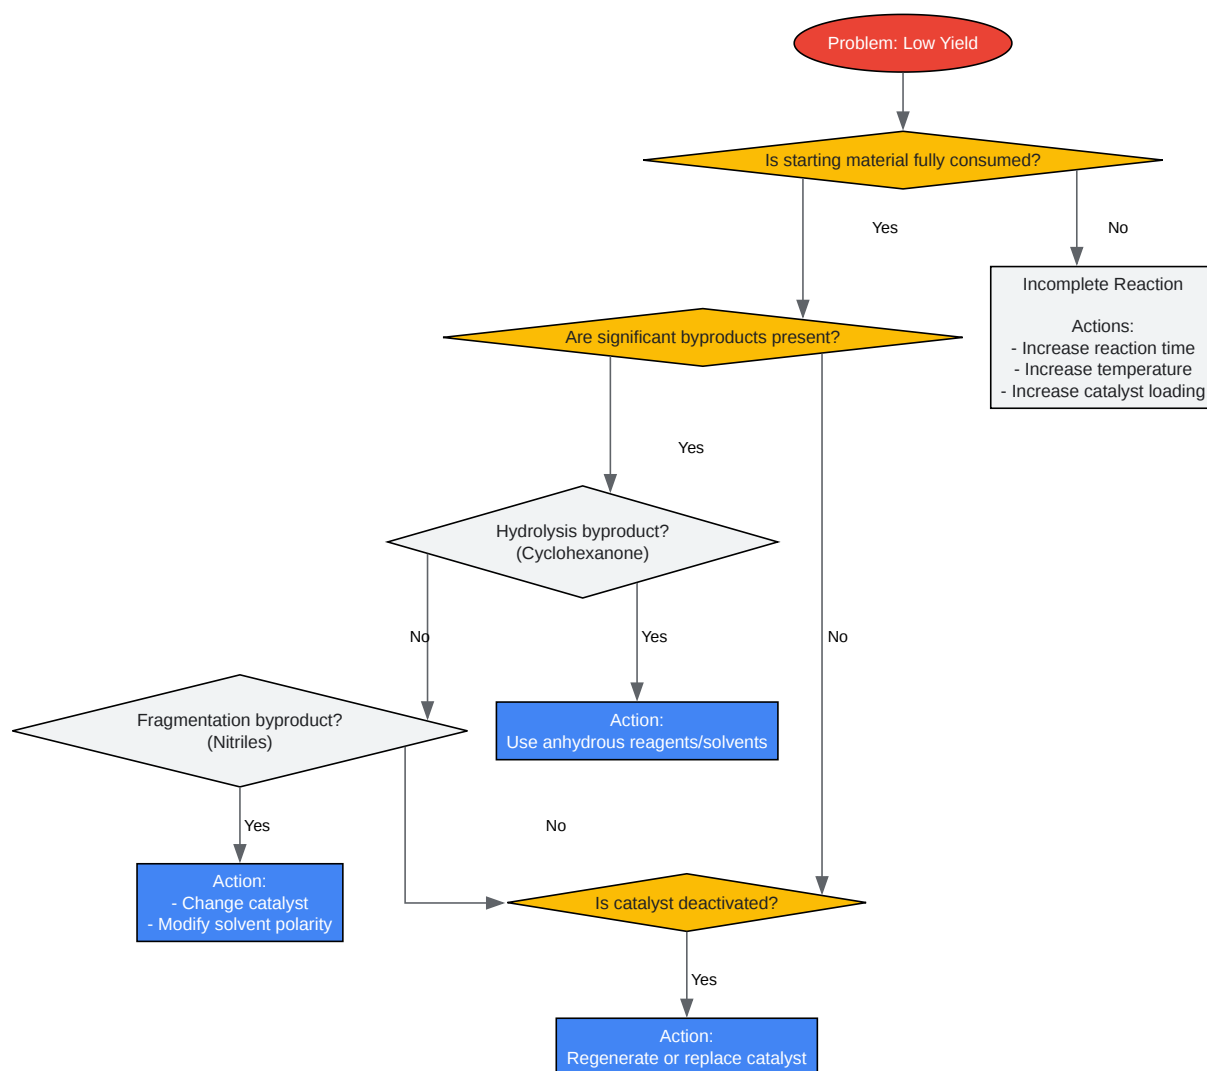 Problem: Low Yield
Is starting material fully consumed?
Yes
No
Incomplete Reaction
Actions:
- Increase reaction time
- Increase temperature
- Increase catalyst loading
Are significant byproducts present?
Yes
Hydrolysis byproduct?
(Cyclohexanone)
No
Yes
No
Fragmentation byproduct?
(Nitriles)
Action:
Use anhydrous reagents/solvents
Yes
No
Action:
- Change catalyst
- Modify solvent polarity
Is catalyst deactivated?
Yes
Action:
Regenerate or replace catalyst